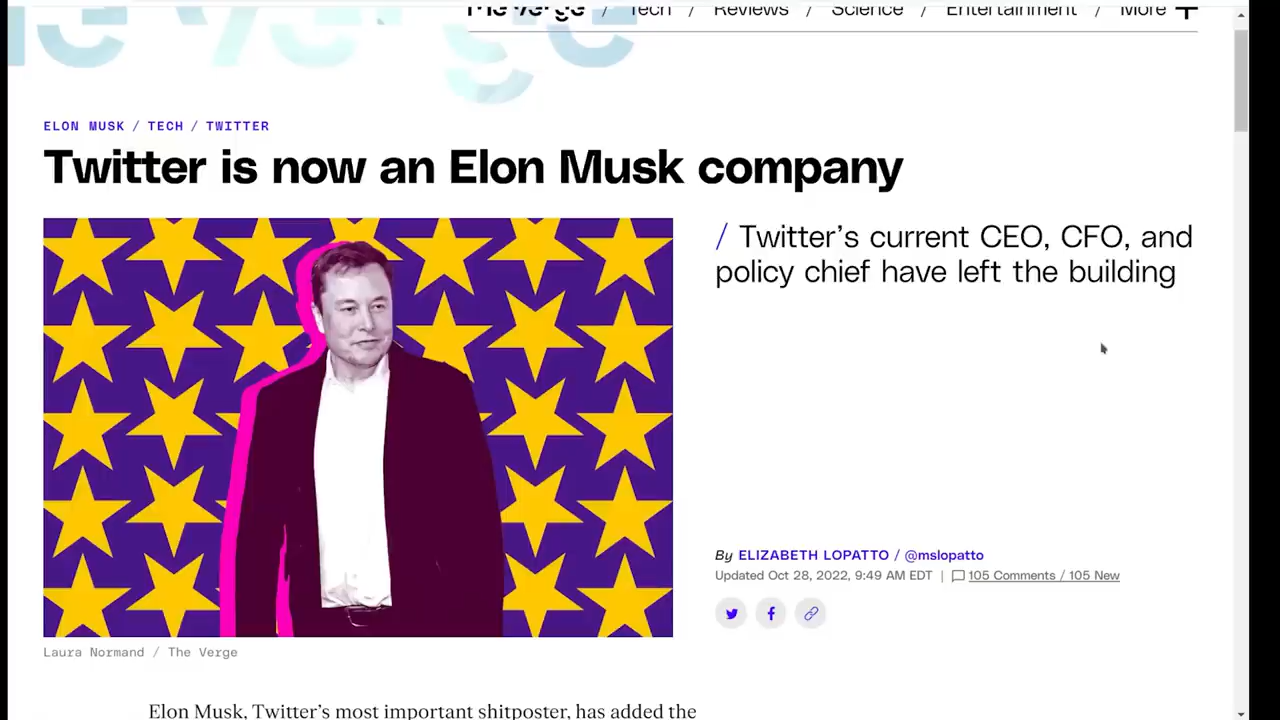 The Verge / Tech / Reviews / Science / Entertainment / More +
ELON MUSK / TECH / TWITTER
Twitter is now an Elon Musk company
/ Twitter’s current CEO, CFO, and
policy chief have left the building
By ELIZABETH LOPATTO / @mslopatto
Updated Oct 28, 2022, 9:49 AM EDT | 105 Comments / 105 New
Laura Normand / The Verge
Elon Musk, Twitter’s most important shitposter, has added the